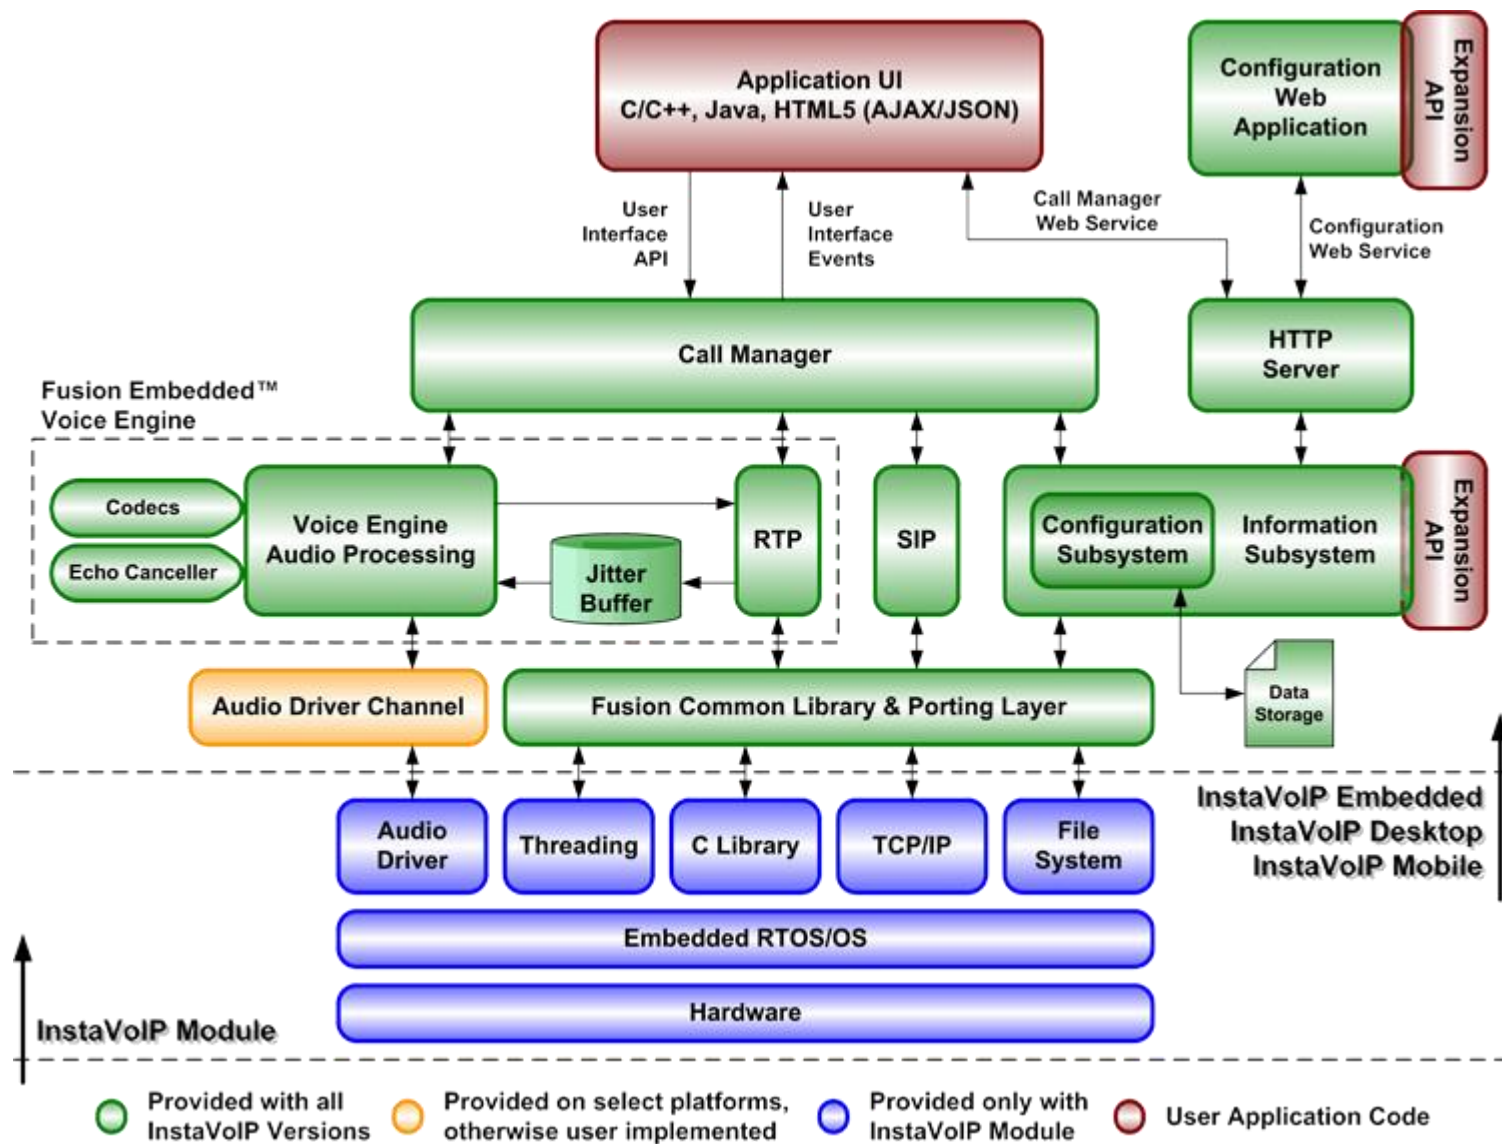 Application UI
C/C++, Java, HTML5 (AJAX/JSON)
Configuration
Web
Application
Expansion
API
User
Interface
API
User
Interface
Events
Call Manager
Web Service
Configuration
Web Service
Call Manager
HTTP
Server
Fusion Embedded™
Voice Engine
Codecs
Echo Canceller
Voice Engine
Audio Processing
Jitter
Buffer
RTP
SIP
Configuration
Subsystem
Information
Subsystem
Expansion
API
Audio Driver Channel
Fusion Common Library & Porting Layer
Data
Storage
Audio
Driver
Threading
C Library
TCP/IP
File
System
InstaVoIP Embedded
InstaVoIP Desktop
InstaVoIP Mobile
Embedded RTOS/OS
Hardware
InstaVoIP Module
Provided with all
InstaVoIP Versions
Provided on select platforms,
otherwise user implemented
Provided only with
InstaVoIP Module
User Application Code